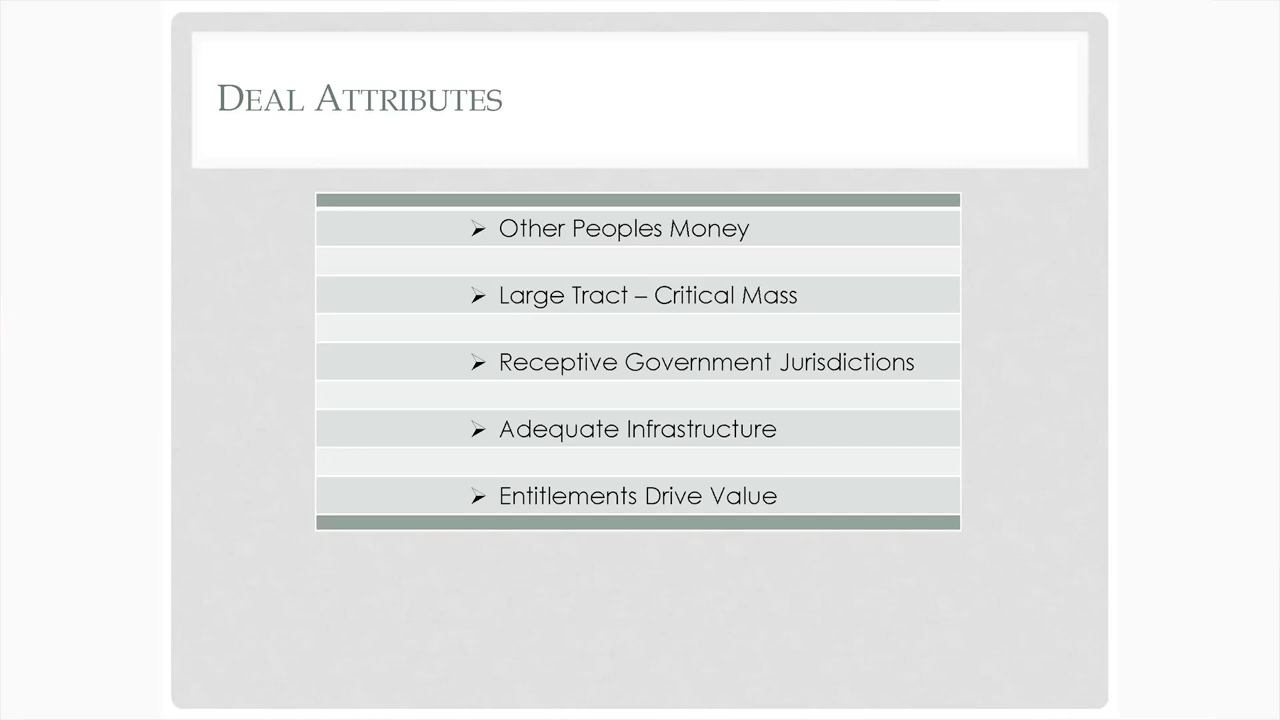 Deal Attributes
➢ Other Peoples Money
➢ Large Tract – Critical Mass
➢ Receptive Government Jurisdictions
➢ Adequate Infrastructure
➢ Entitlements Drive Value